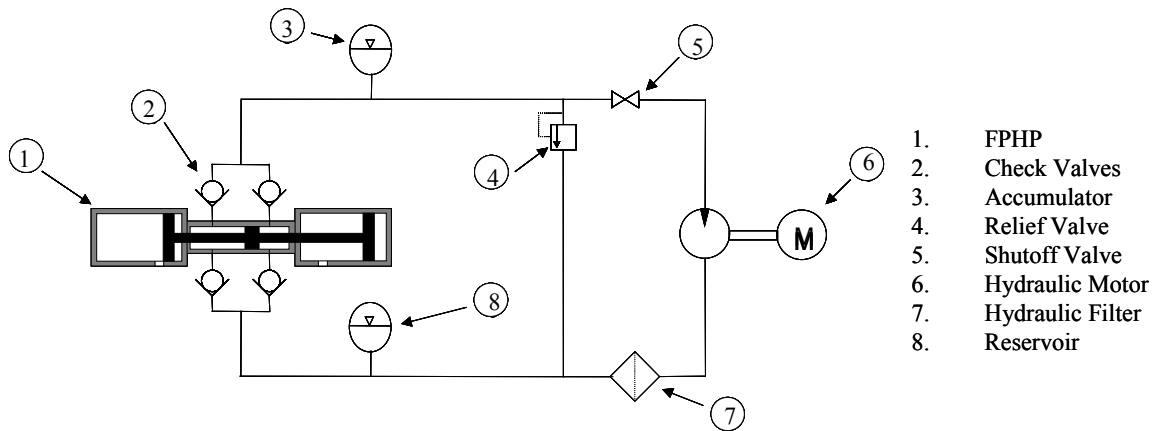 3
5
2
1
4
6
M
8
7
1. FPHP
2. Check Valves
3. Accumulator
4. Relief Valve
5. Shutoff Valve
6. Hydraulic Motor
7. Hydraulic Filter
8. Reservoir